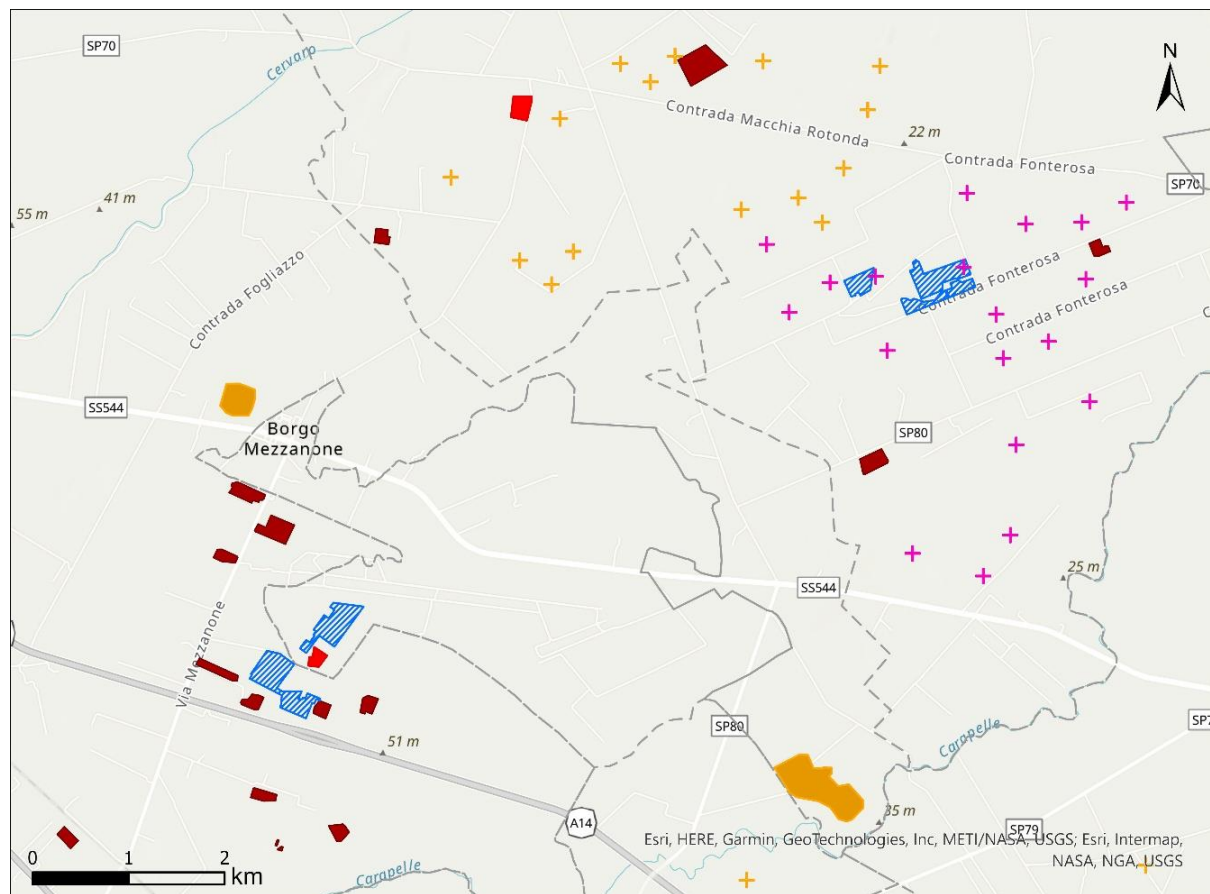 SP70
Cervaro
N
Contrada Macchia Rotonda
22 m
Contrada Fonterosa
SP70
41 m
55 m
Contrada Fogliazzo
Contrada Fonterosa
Contrada Fonterosa
C
SS544
Borgo
Mezzanone
SP80
25 m
SS544
Via Mezzanone
SP80
SP7
Carapelle
51 m
A14
35 m
SP79
Esri, HERE, Garmin, GeoTechnologies, Inc, METI/NASA, USGS; Esri, Intermap,
NASA, NGA, USGS
0 1 2
km
Carapelle